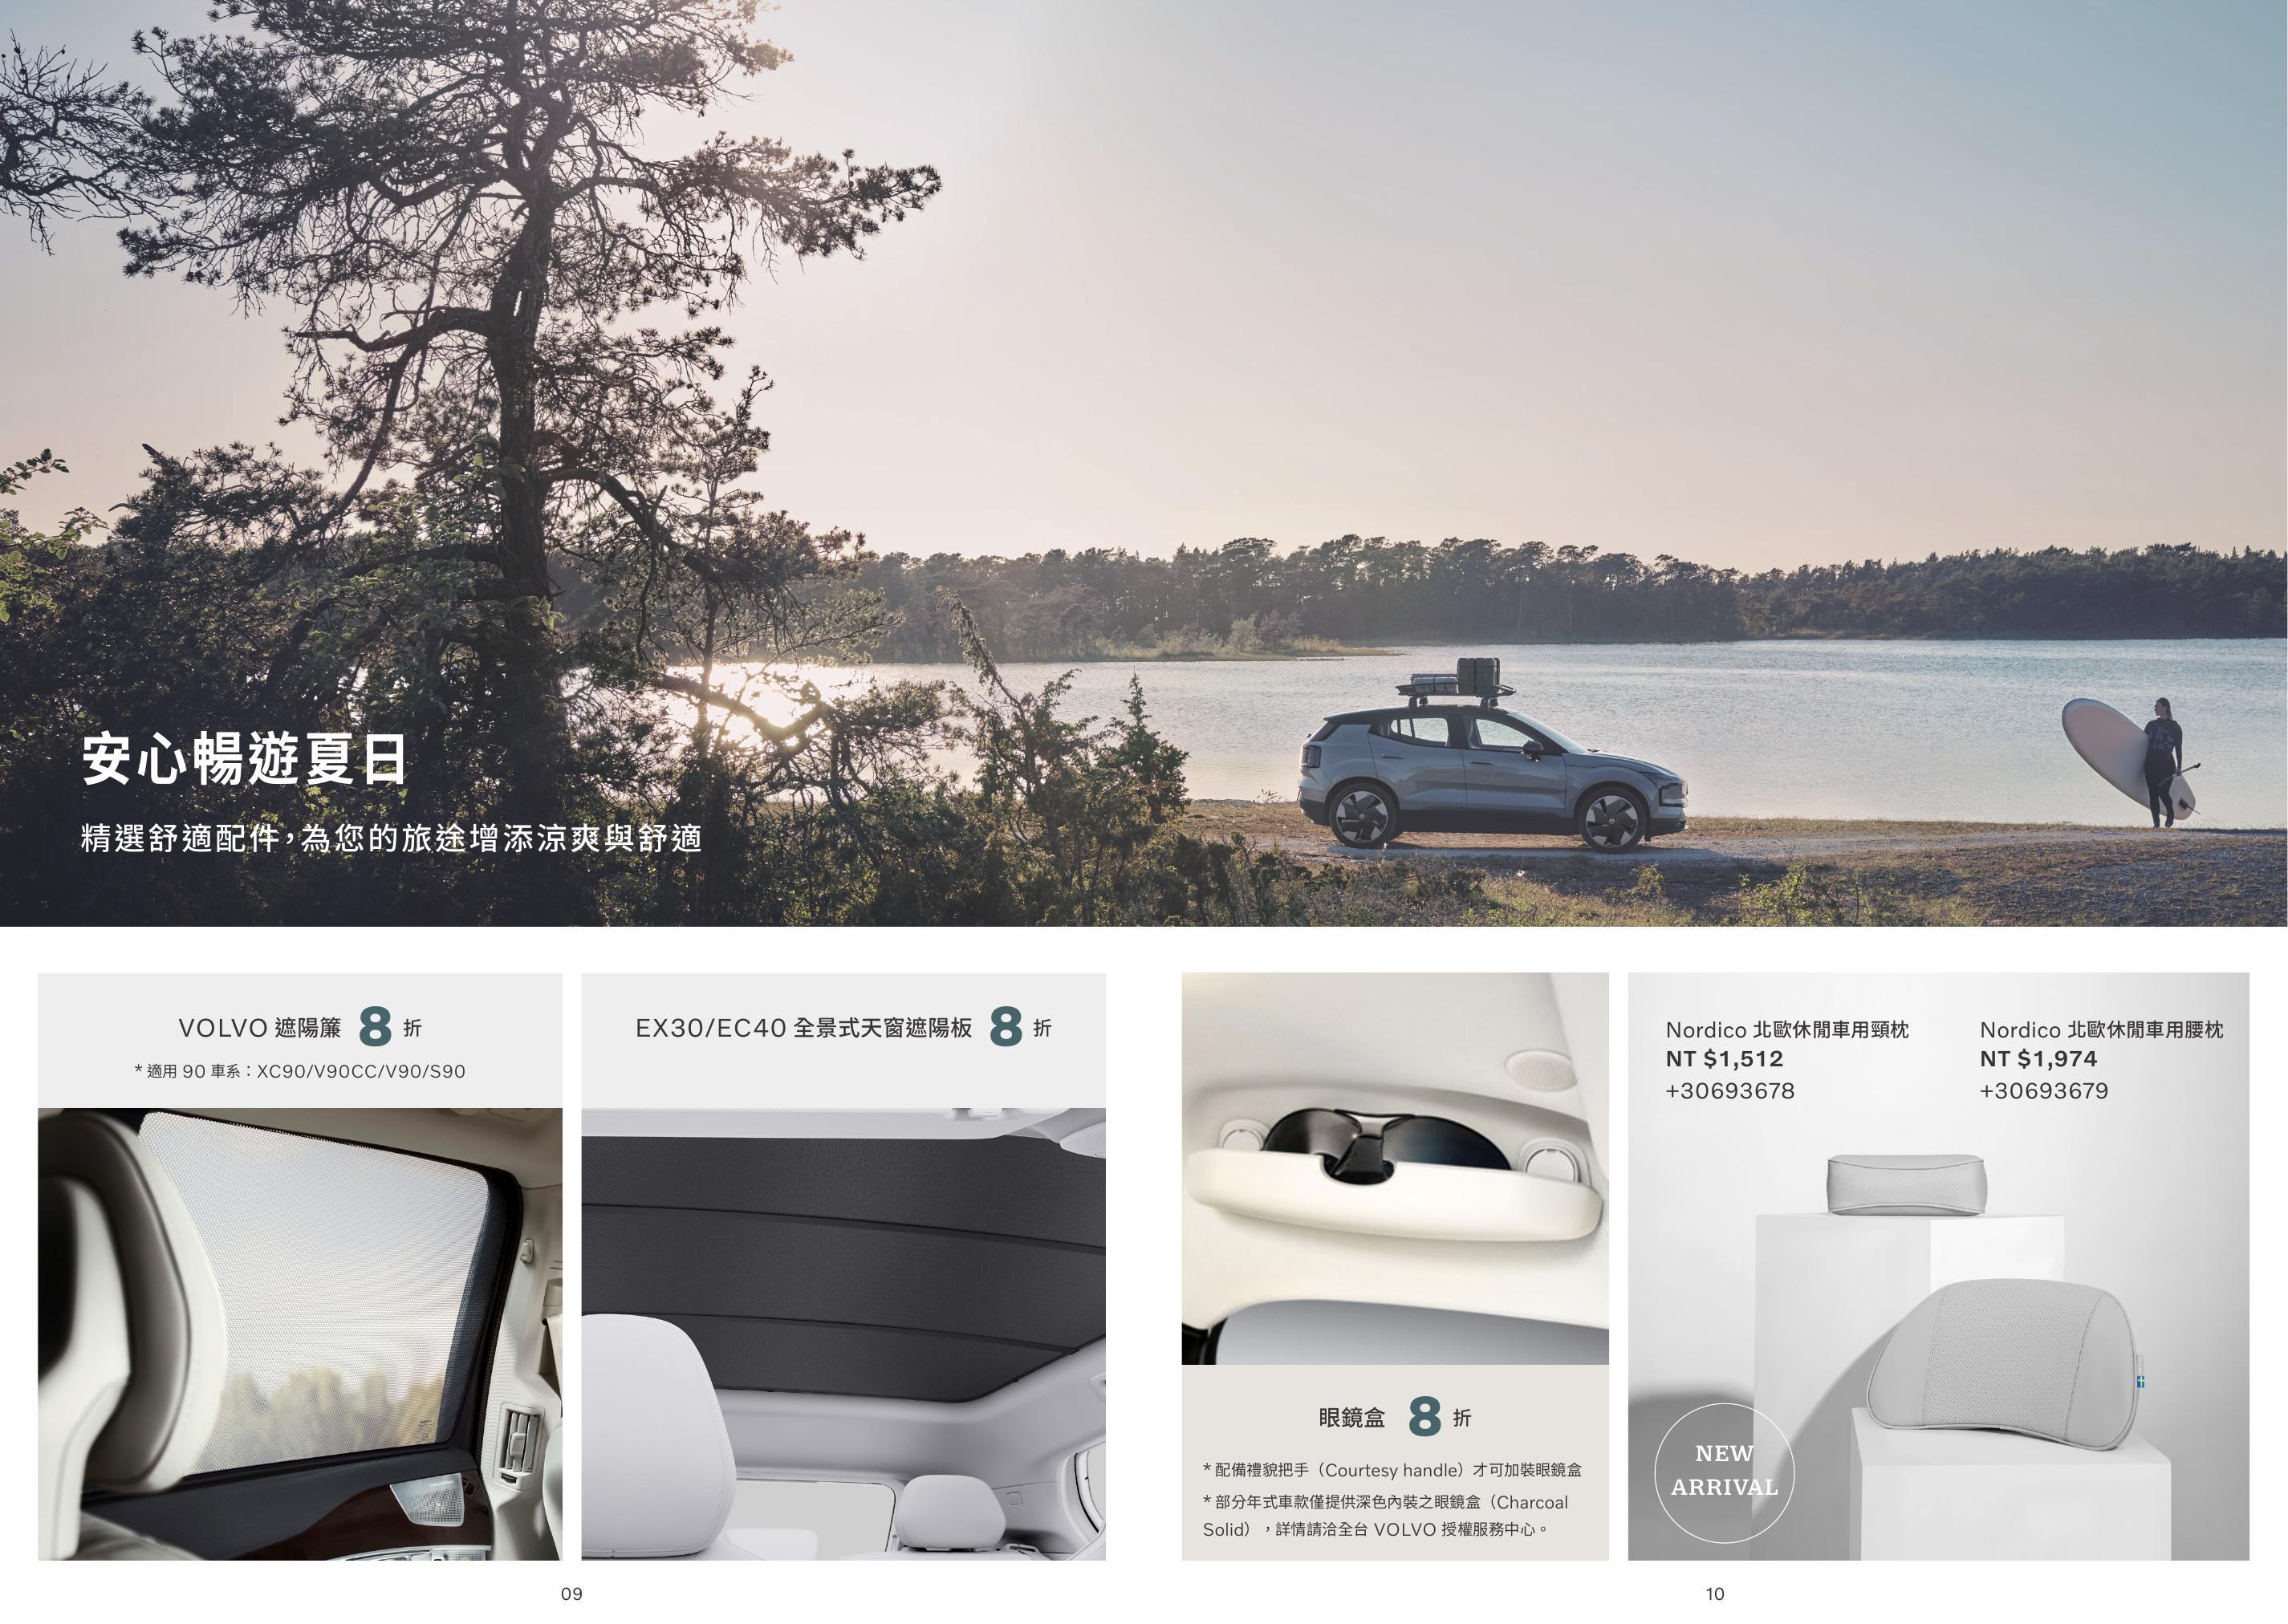 安心暢遊夏日
精選舒適配件，為您的旅途增添涼爽與舒適
VOLVO 遮陽簾 8 折
* 適用 90 車系：XC90/V90CC/V90/S90
EX30/EC40 全景式天窗遮陽板 8 折
眼鏡盒 8 折
* 配備禮貌把手（Courtesy handle）才可加裝眼鏡盒
* 部分年式車款僅提供深色內裝之眼鏡盒（Charcoal
Solid），詳情請洽全台 VOLVO 授權服務中心。
Nordico 北歐休閒車用頸枕
NT $1,512
+30693678
Nordico 北歐休閒車用腰枕
NT $1,974
+30693679
NEW
ARRIVAL
09
10